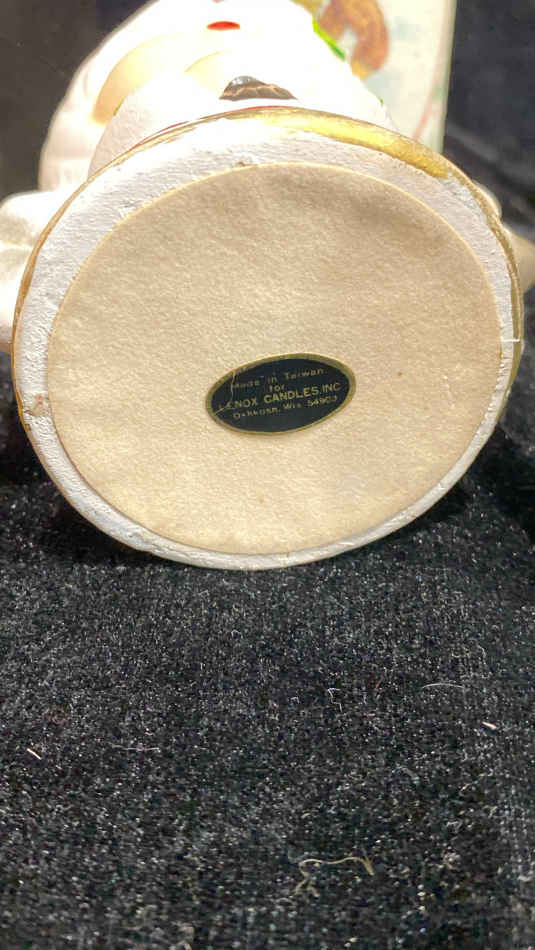 Made in Taiwan
for
LENOX CANDLES, INC
Oshkosh, Wis 54903